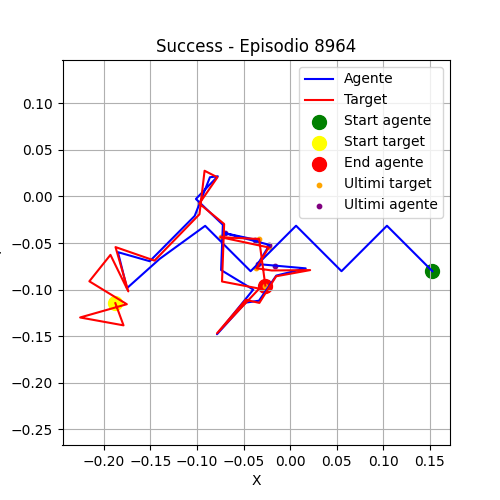 Success - Episodio 8964
Agente
Target
Start agente
Start target
End agente
Ultimi target
Ultimi agente
0.10
0.05
0.00
−0.05
−0.10
−0.15
−0.20
−0.25
−0.20 −0.15 −0.10 −0.05 0.00 0.05 0.10 0.15
X